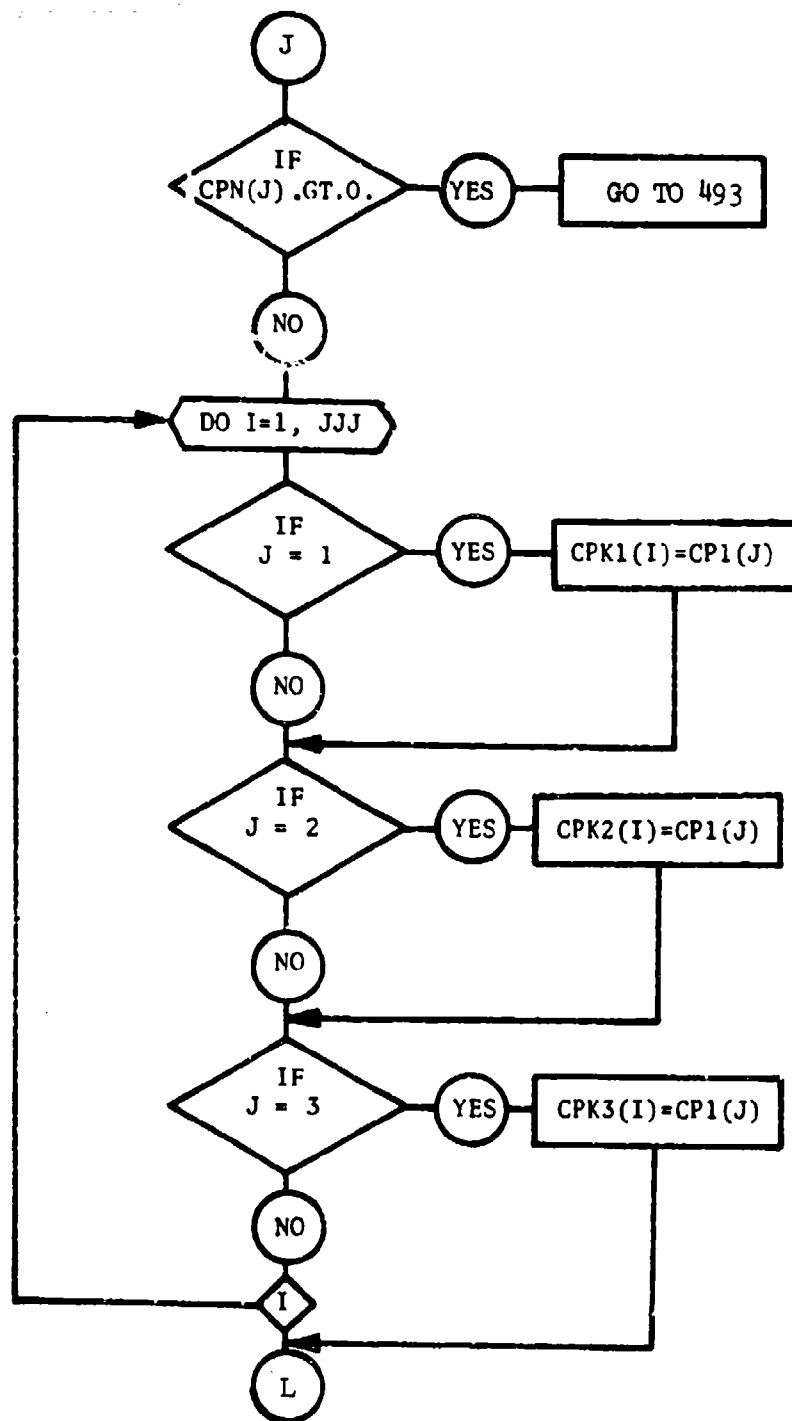 J
IF
CPN(J).GT.0.
YES
GO TO 493
NO
DO I=1, JJJ
IF
J = 1
YES
CPK1(I)=CP1(J)
NO
IF
J = 2
YES
CPK2(I)=CP1(J)
NO
IF
J = 3
YES
CPK3(I)=CP1(J)
NO
I
L